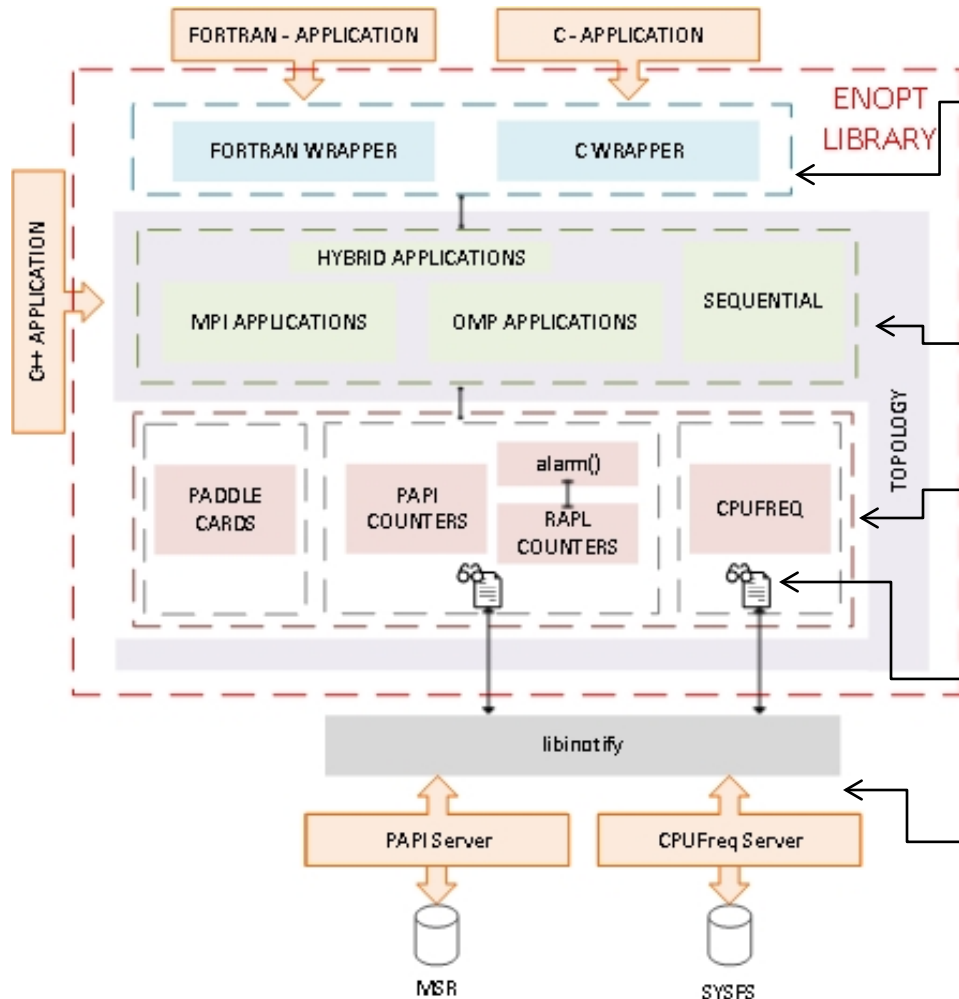 FORTRAN - APPLICATION
C - APPLICATION
ENOPT
LIBRARY
FORTRAN WRAPPER
C WRAPPER
C++ APPLICATION
HYBRID APPLICATIONS
MPI APPLICATIONS
OMP APPLICATIONS
SEQUENTIAL
TOPOLOGY
PADDLE
CARDS
PAPI
COUNTERS
alarm()
RAPL
COUNTERS
CPUFREQ
libinotify
PAPI Server
CPUFreq Server
MSR
SYSFS